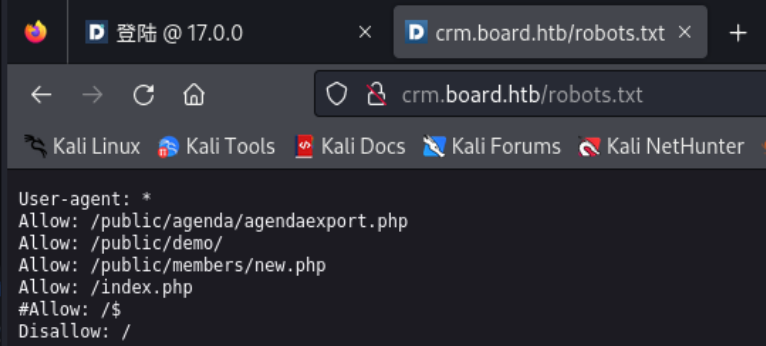 登陆 @ 17.0.0
crm.board.htb/robots.txt
crm.board.htb/robots.txt
Kali Linux
Kali Tools
Kali Docs
Kali Forums
Kali NetHunter
User-agent: *
Allow: /public/agenda/agendaexport.php
Allow: /public/demo/
Allow: /public/members/new.php
Allow: /index.php
#Allow: /$
Disallow: /